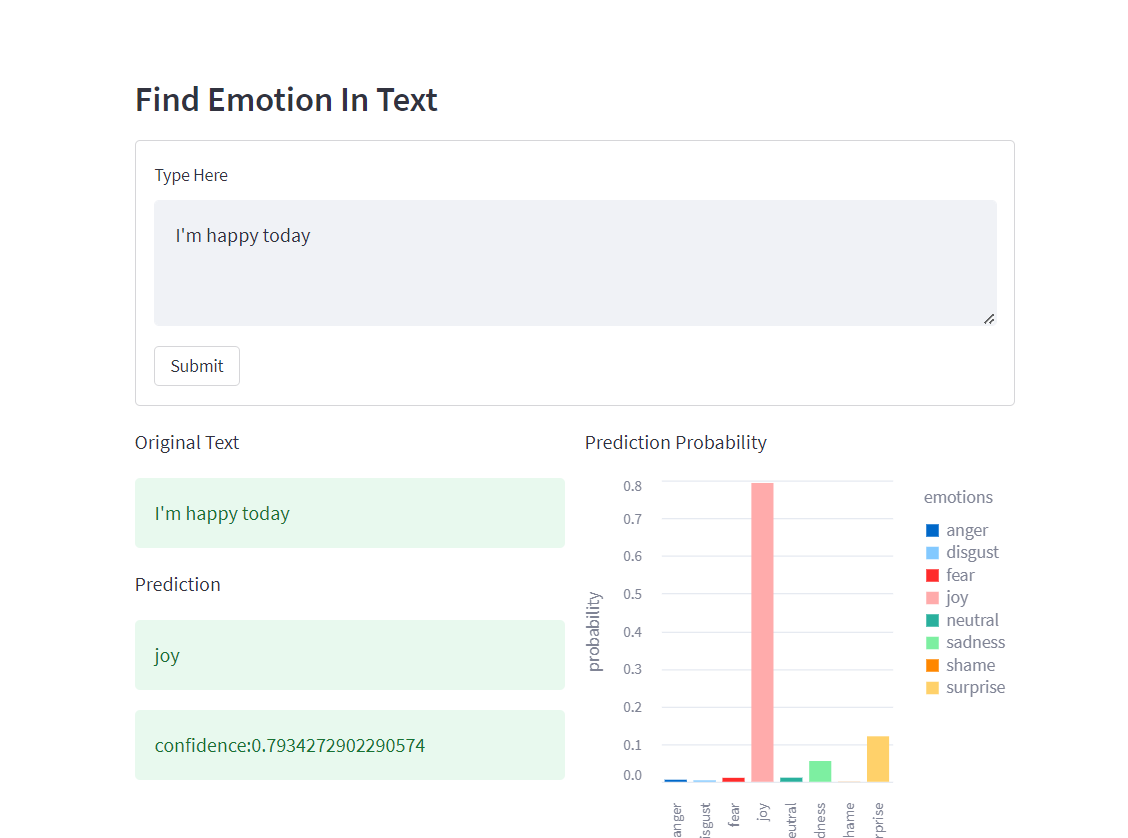 Find Emotion In Text
Type Here
I'm happy today
Submit
Original Text
I'm happy today
Prediction
joy
confidence:0.7934272902290574
Prediction Probability
0.8
0.7
0.6
0.5
0.4
0.3
0.2
0.1
0.0
probability
anger
isgust
fear
joy
eutral
dness
hame
rprise
emotions
anger
disgust
fear
joy
neutral
sadness
shame
surprise